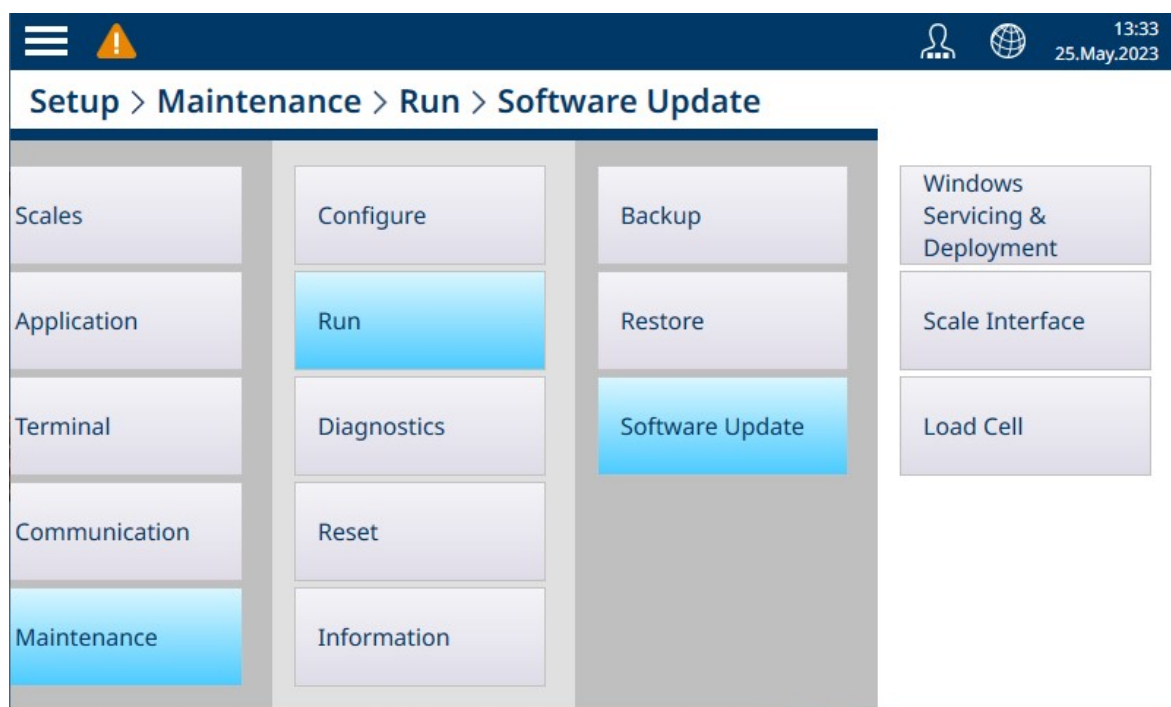 13:33
25.May.2023
Setup > Maintenance > Run > Software Update
Scales
Application
Terminal
Communication
Maintenance
Configure
Run
Diagnostics
Reset
Information
Backup
Restore
Software Update
Windows
Servicing &
Deployment
Scale Interface
Load Cell